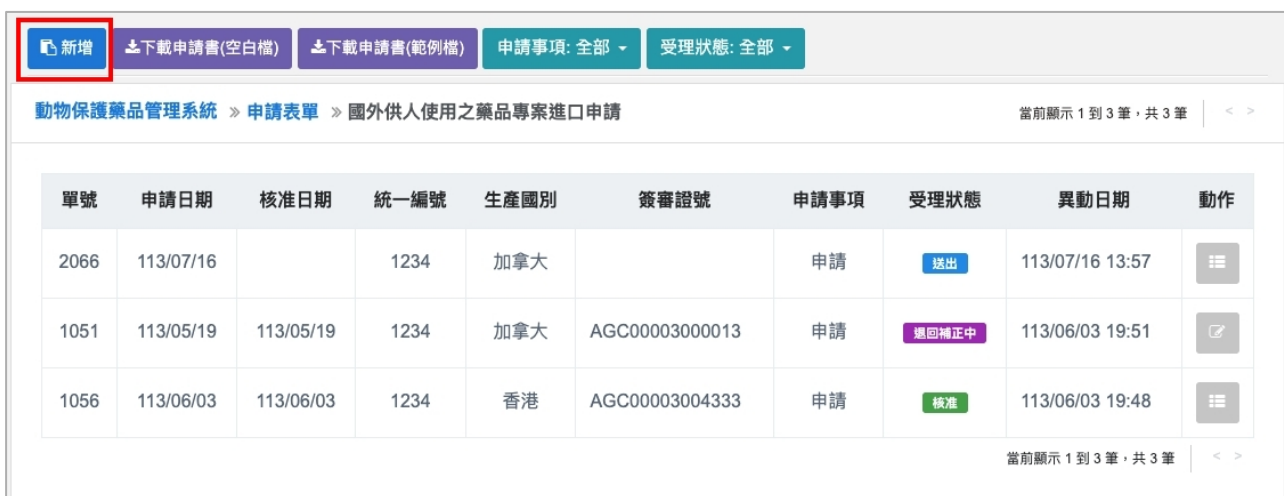 新增 下載申請書(空白檔) 下載申請書(範例檔) 申請事項: 全部 受理狀態: 全部
動物保護藥品管理系統 » 申請表單 » 國外供人使用之藥品專案進口申請 當前顯示 1 到 3 筆,共 3 筆 < >
單號 申請日期 核准日期 統一編號 生產國別 簽審證號 申請事項 受理狀態 異動日期 動作
2066 113/07/16 1234 加拿大 申請 送出 113/07/16 13:57
1051 113/05/19 113/05/19 1234 加拿大 AGC00003000013 申請 退回補正中 113/06/03 19:51
1056 113/06/03 113/06/03 1234 香港 AGC00003004333 申請 核准 113/06/03 19:48
當前顯示 1 到 3 筆,共 3 筆 < >